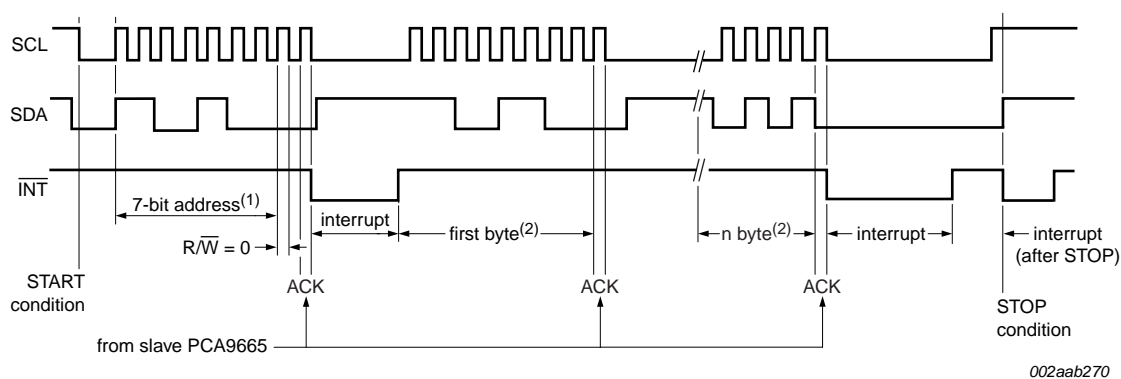 SCL
SDA
INT
7-bit address(1)
interrupt
first byte(2)
n byte(2)
interrupt
interrupt
(after STOP)
R/W = 0
START
condition
ACK
ACK
ACK
STOP
condition
from slave PCA9665
002aab270